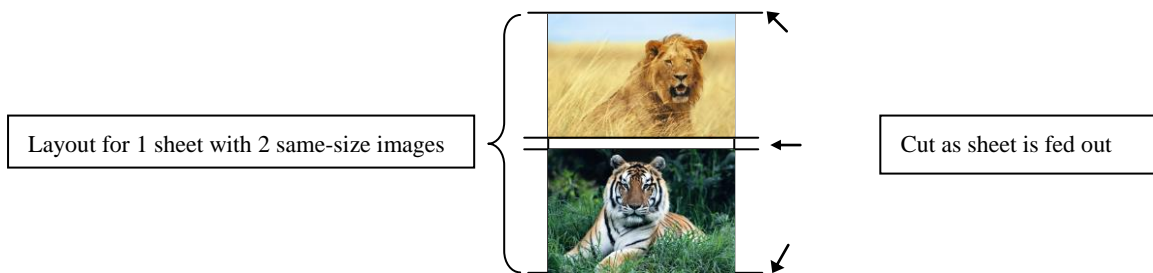 Layout for 1 sheet with 2 same-size images
Cut as sheet is fed out